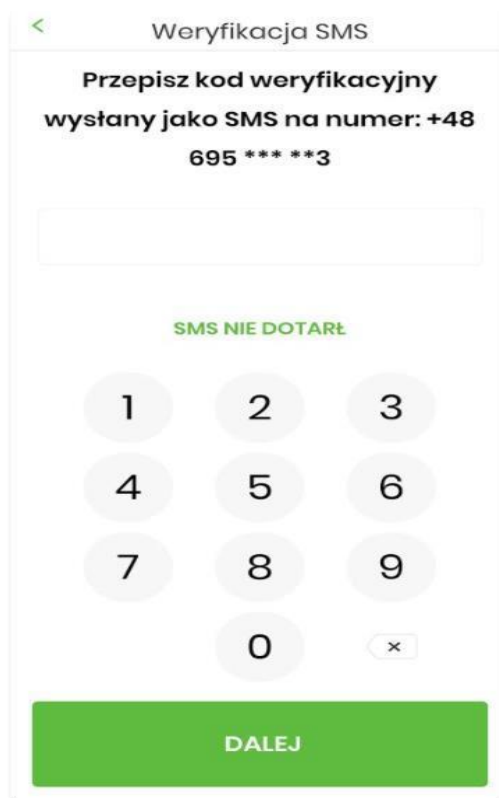 <
Weryfikacja SMS
Przepisz kod weryfikacyjny
wysłany jako SMS na numer: +48
695 *** **3
SMS NIE DOTARŁ
1 2 3
4 5 6
7 8 9
0 ×
DALEJ